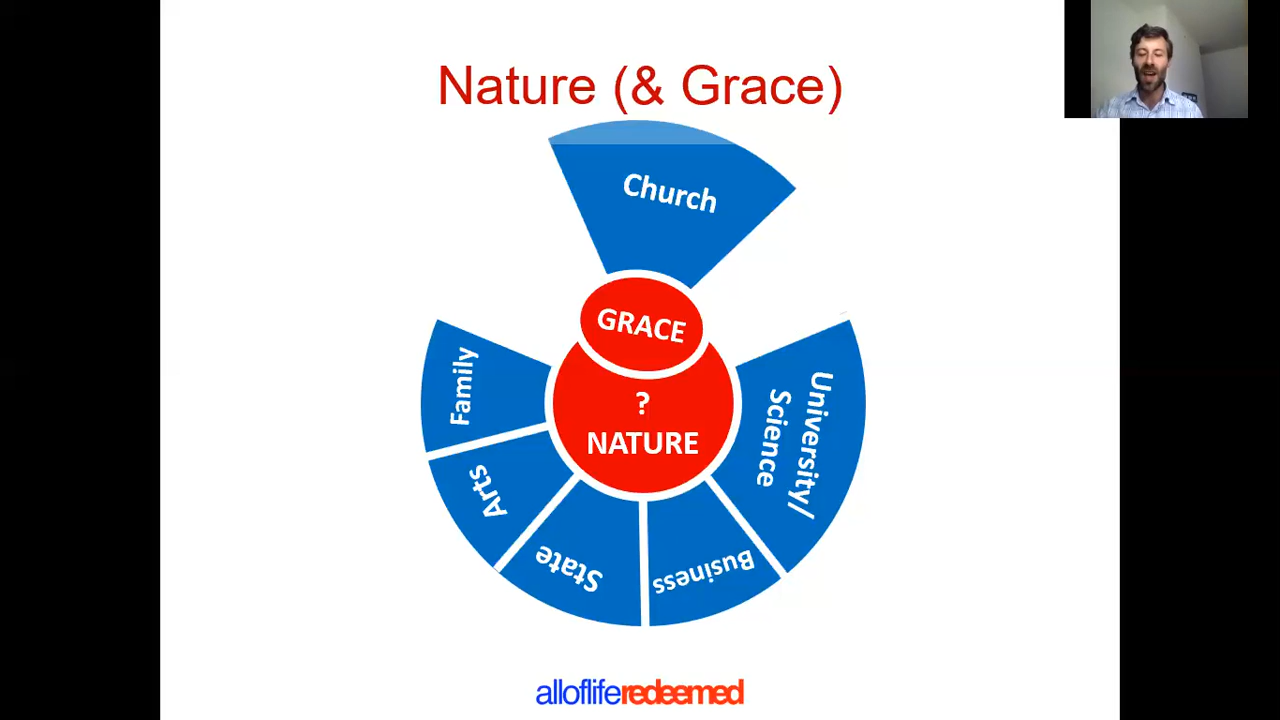 Nature (& Grace)
Church
GRACE
?
NATURE
Family
Arts
State
Business
University/
Science
allofliferedeemed